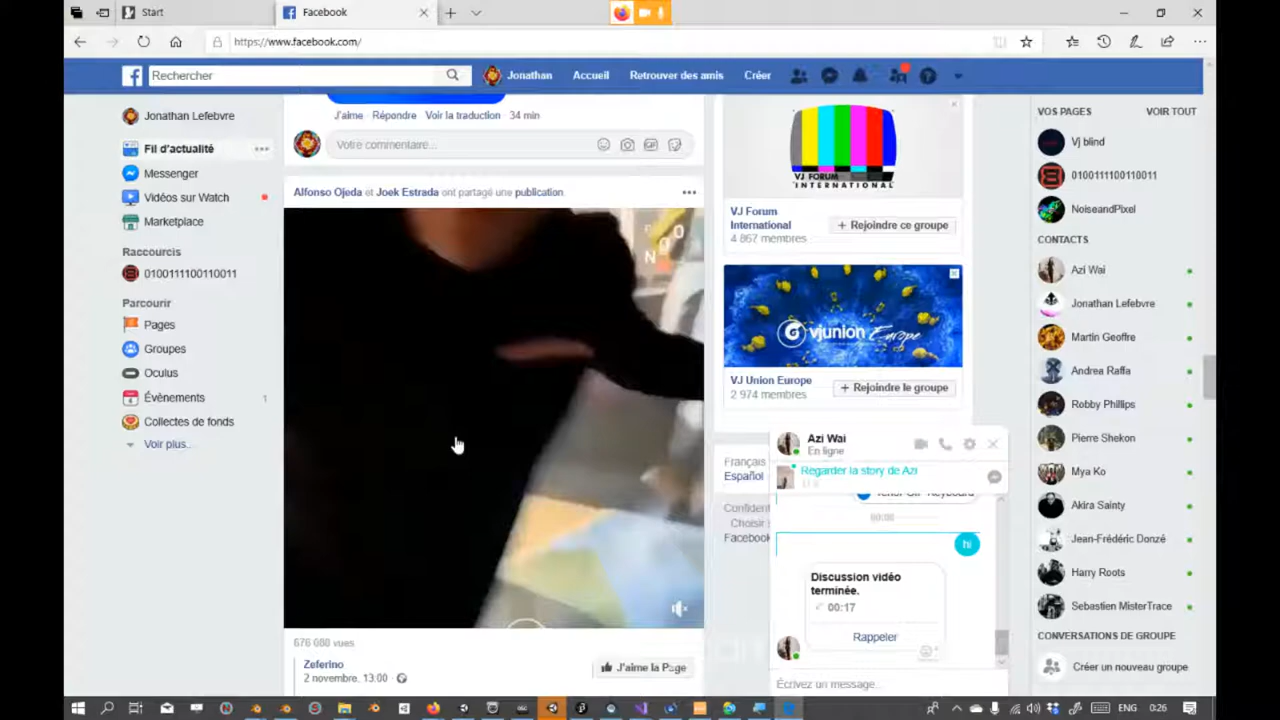 Start
Facebook
https://www.facebook.com/
Rechercher
Jonathan
Accueil
Retrouver des amis
Créer
Jonathan Lefebvre
Fil d'actualité
Messenger
Vidéos sur Watch
Marketplace
Raccourcis
0100111100110011
Parcourir
Pages
Groupes
Oculus
Évènements 1
Collectes de fonds
Voir plus...
J'aime Répondre Voir la traduction 34 min
Votre commentaire...
GIF
Alfonso Ojeda et Joek Estrada ont partagé une publication
676 080 vues
Zeferino
2 novembre, 13:00
J'aime la Page
VJ FORUM
INTERNATIONAL
VJ Forum
International
4 867 membres
+ Rejoindre ce groupe
vjunion Europe
VJ Union Europe
2 974 membres
+ Rejoindre le groupe
Français
Español
Choisir
Facebook
Azi Wai
En ligne
Regarder la story de Azi
00:00
hi
Discussion vidéo
terminée.
00:17
Rappeler
Écrivez un message...
VOS PAGES VOIR TOUT
Vj blind
0100111100110011
NoiseandPixel
CONTACTS
Azi Wai
Jonathan Lefebvre
Martin Geoffre
Andrea Raffa
Robby Phillips
Pierre Shekon
Mya Ko
Akira Sainty
Jean-Frédéric Donzé
Harry Roots
Sebastien MisterTrace
CONVERSATIONS DE GROUPE
Créer un nouveau groupe
ENG 0:26